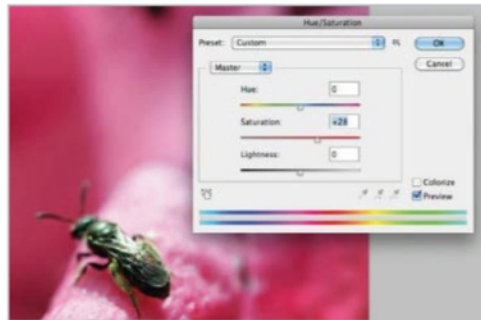 Hue/Saturation
Preset: Custom
OK
Master
Cancel
Hue: 0
Saturation: +28
Lightness: 0
Colorize
Preview